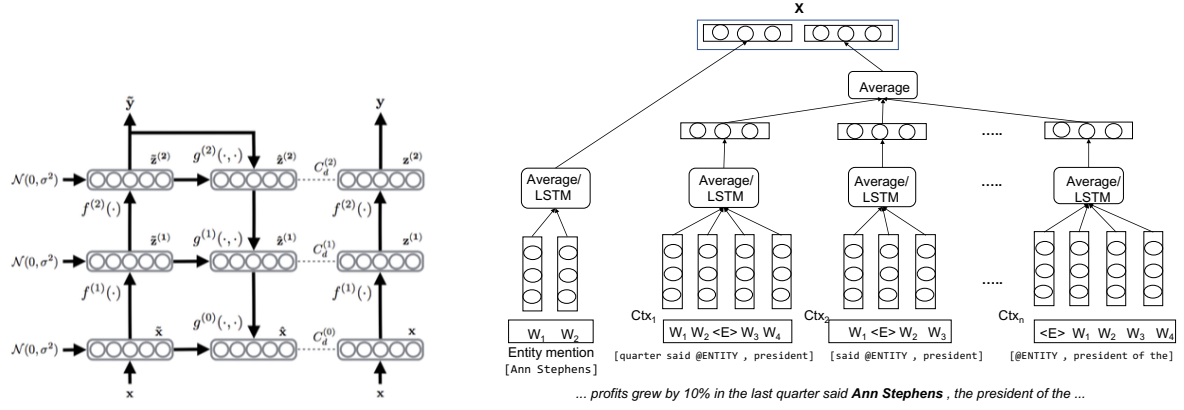 ỹ
y
g^(2)(·,·)
z̃^(2)
ẑ^(2)
z^(2)
N(0,σ²)
C_d^(2)
f^(2)(·)
f^(2)(·)
g^(1)(·,·)
z̃^(1)
ẑ^(1)
z^(1)
N(0,σ²)
C_d^(1)
f^(1)(·)
f^(1)(·)
g^(0)(·,·)
x̃
x̂
x
N(0,σ²)
C_d^(0)
x
x
X
Average
.....
Average/
LSTM
Average/
LSTM
Average/
LSTM
.....
Average/
LSTM
.....
Ctx₁
Ctx₂
Ctxₙ
W₁ W₂
W₁ W₂ <E> W₃ W₄
W₁ <E> W₂ W₃
<E> W₁ W₂ W₃ W₄
Entity mention
[Ann Stephens]
[quarter said @ENTITY , president]
[said @ENTITY , president]
[@ENTITY , president of the]
... profits grew by 10% in the last quarter said Ann Stephens , the president of the ...